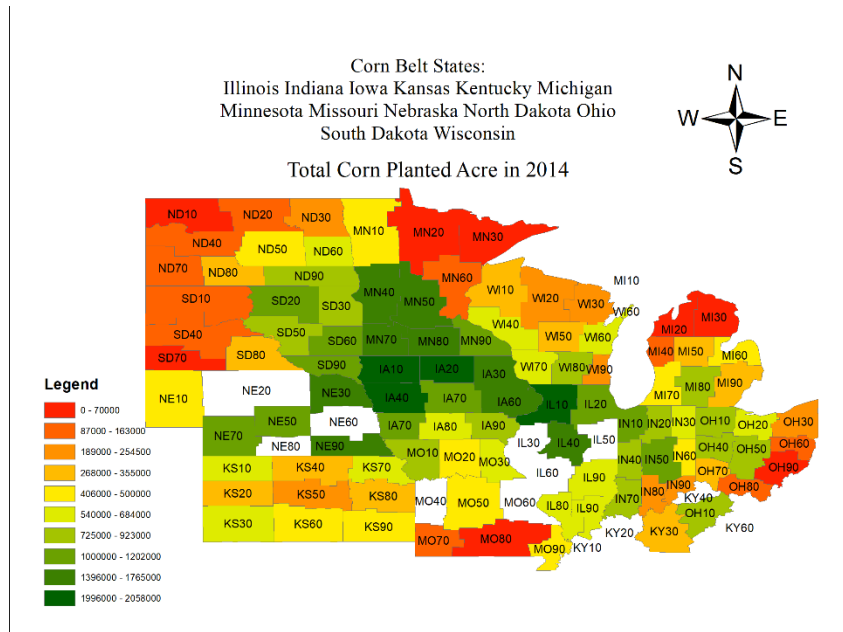 Corn Belt States:
Illinois Indiana Iowa Kansas Kentucky Michigan
Minnesota Missouri Nebraska North Dakota Ohio
South Dakota Wisconsin
Total Corn Planted Acre in 2014
N
W E
S
ND10 ND20 ND30 MN10 MN20 MN30
ND40 ND50 ND60
ND70 ND80 ND90 MN60 WI10 WI20 WI30 MI10
SD10 SD20 SD30 MN40 MN50 WI60 MI20 MI30
SD40 SD50 SD60 MN70 MN80 MN90 WI40 WI50 WI60 MI40 MI50 MI60
SD70 SD80 SD90 IA10 IA20 IA30 WI70 WI80 WI90 MI70 MI80 MI90
NE10 NE20 NE30 IA40 IA70 IA60 IL10 IL20
NE70 NE50 NE60 IA70 IA80 IA90 IL30 IL40 IL50 IN10 IN20 IN30 OH10 OH20 OH30
NE80 NE90 MO10 MO20 MO30 IL60 IN40 IN50 IN60 OH40 OH50 OH60
KS10 KS40 KS70 IL90 OH70 OH90
KS20 KS50 KS80 MO40 MO50 MO60 IL80 IL90 IN70 IN80 IN90 KY40 OH80
KS30 KS60 KS90 OH10
MO70 MO80 MO90 KY10 KY20 KY30 KY60
Legend
0 - 70000
87000 - 163000
189000 - 254500
268000 - 355000
406000 - 500000
540000 - 684000
725000 - 923000
1000000 - 1202000
1396000 - 1765000
1996000 - 2058000